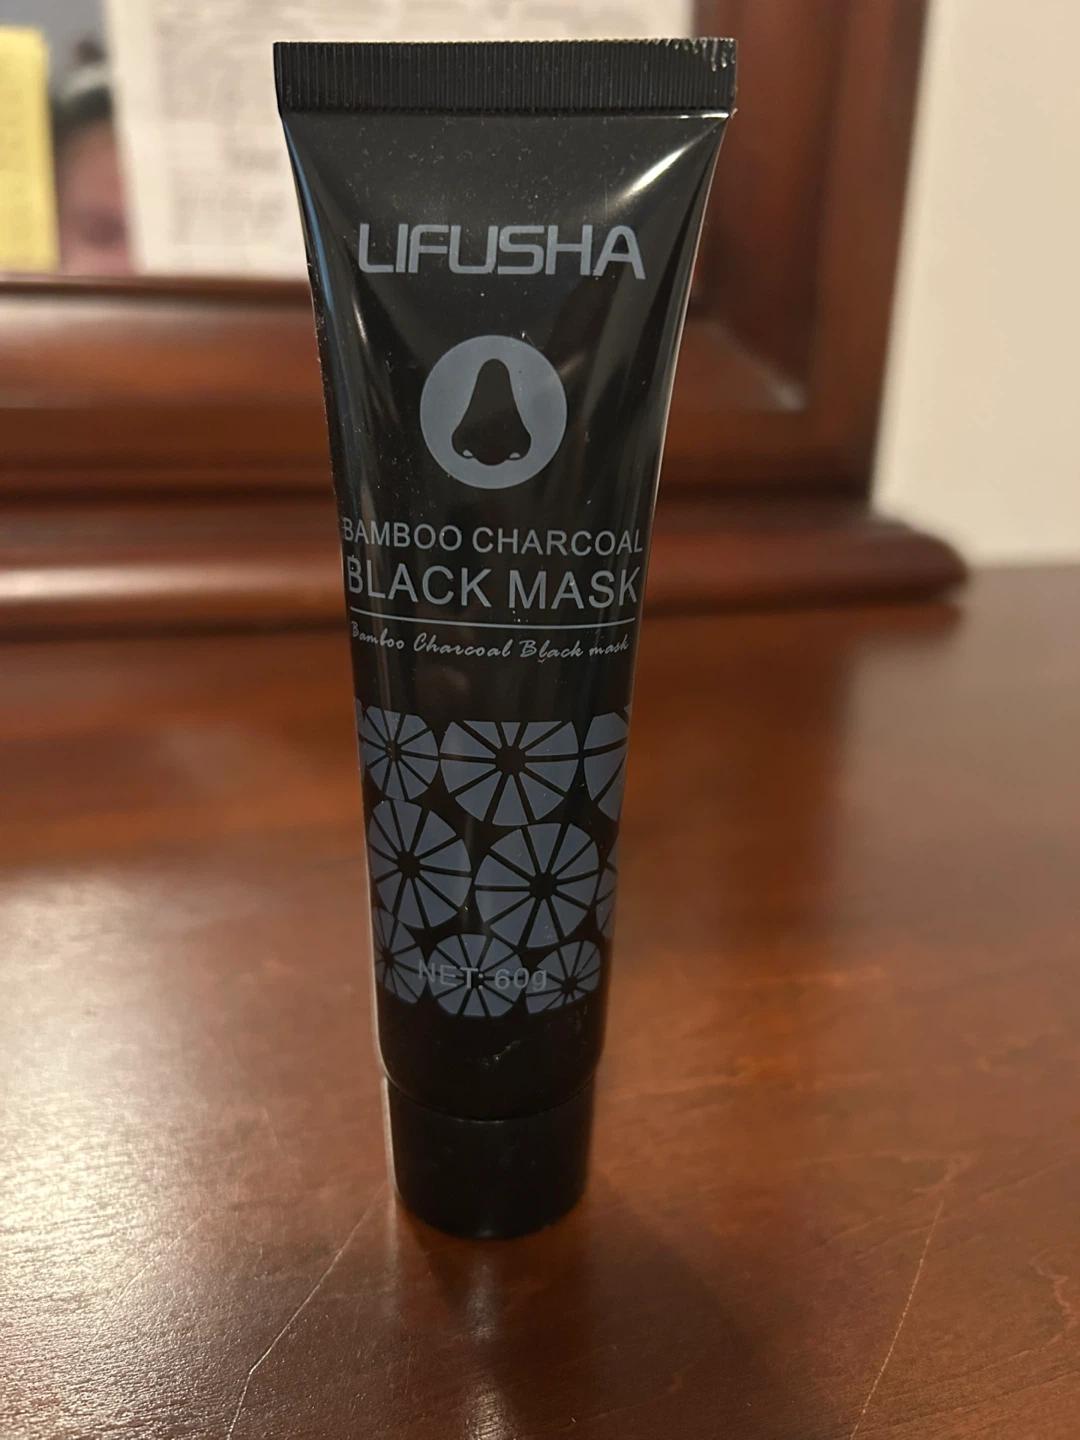 LIFUSHA
BAMBOO CHARCOAL
BLACK MASK
Bamboo Charcoal Black mask
NET: 60g